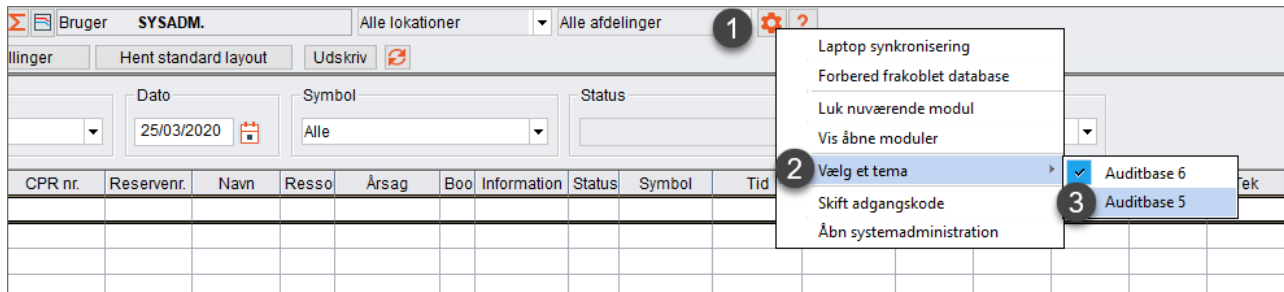 Bruger SYSADM. Alle lokationer Alle afdelinger 1 ?
llinger Hent standard layout Udskriv
Laptop synkronisering
Forbered frakoblet database
Luk nuværende modul
Vis åbne moduler
2 Vælg et tema
Skift adgangskode
Åbn systemadministration
Auditbase 6
3 Auditbase 5
Dato Symbol Status
25/03/2020 Alle
CPR nr. Reservenr. Navn Resso Årsag Boo Information Status Symbol Tid Tek